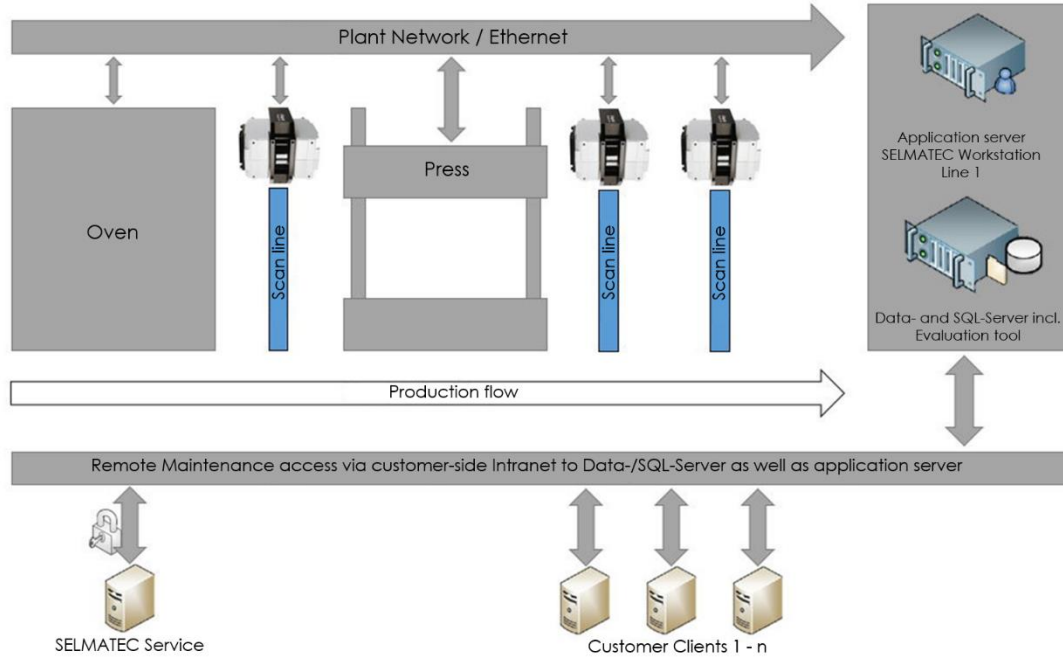 Plant Network / Ethernet
Oven
Scan line
Press
Scan line
Scan line
Application server
SELMATEC Workstation
Line 1
Data- and SQL-Server incl.
Evaluation tool
Production flow
Remote Maintenance access via customer-side Intranet to Data-/SQL-Server as well as application server
SELMATEC Service
Customer Clients 1 - n